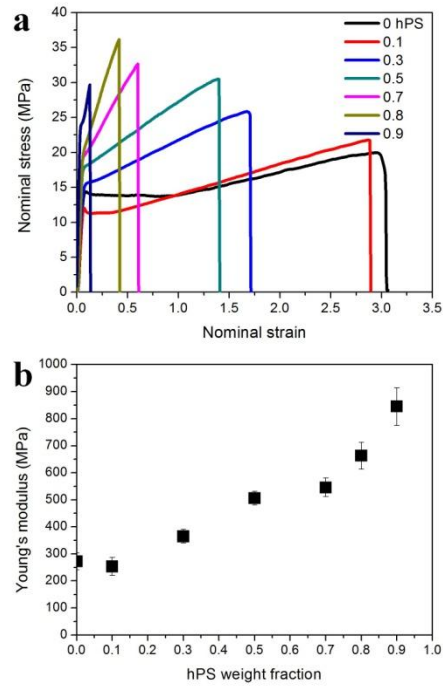 a
40
35
30
25
20
15
10
5
0
Nominal stress (MPa)
0 hPS
0.1
0.3
0.5
0.7
0.8
0.9
0.0 0.5 1.0 1.5 2.0 2.5 3.0 3.5
Nominal strain
b
1000
900
800
700
600
500
400
300
200
100
0
Young's modulus (MPa)
0.0 0.1 0.2 0.3 0.4 0.5 0.6 0.7 0.8 0.9 1.0
hPS weight fraction